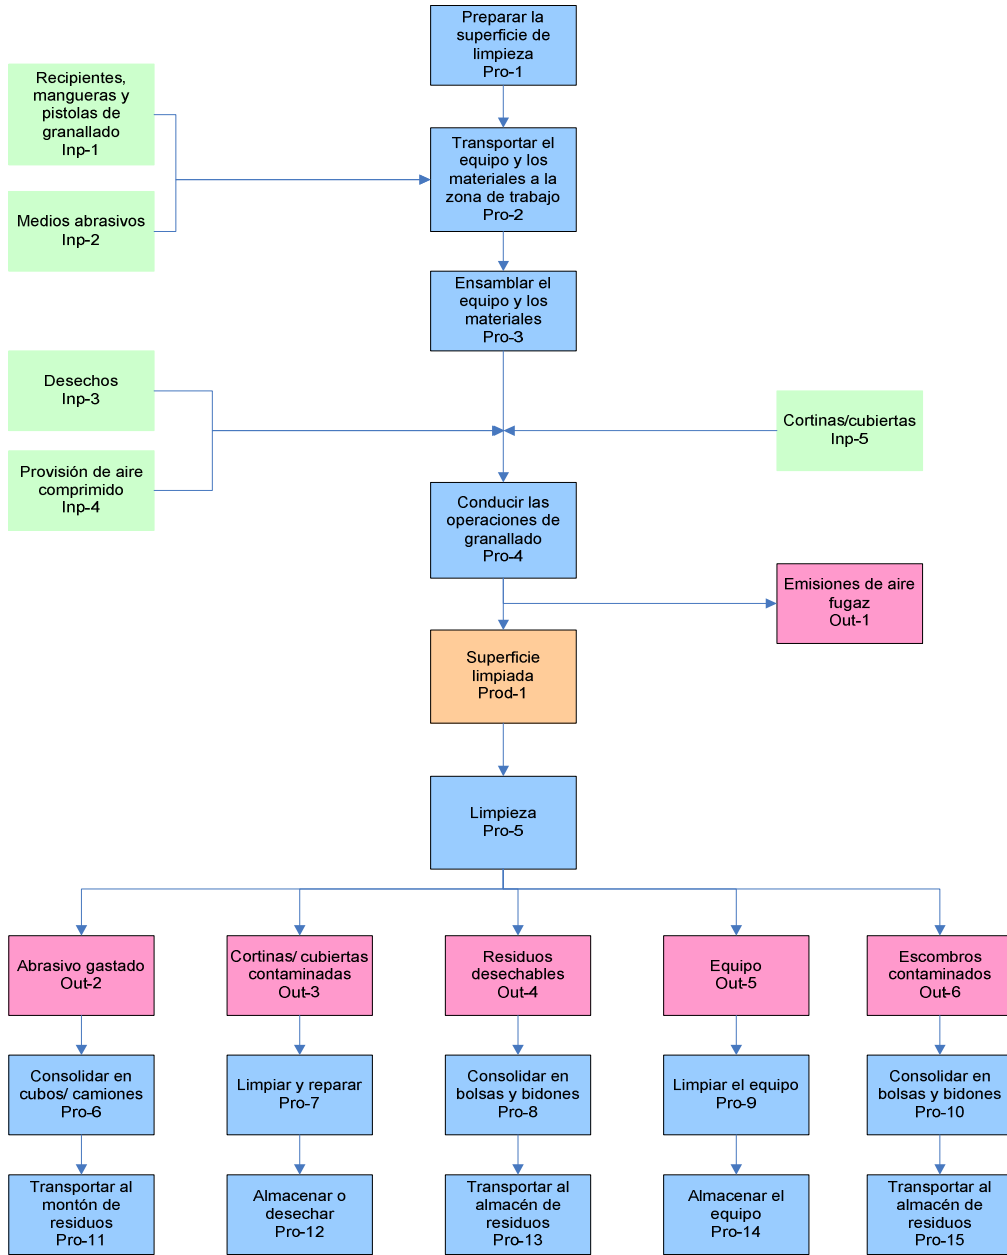 Preparar la
superficie de
limpieza
Pro-1
Recipientes,
mangueras y
pistolas de
granallado
Inp-1
Transportar el
equipo y los
materiales a la
zona de trabajo
Pro-2
Medios abrasivos
Inp-2
Ensamblar el
equipo y los
materiales
Pro-3
Desechos
Inp-3
Cortinas/cubiertas
Inp-5
Provisión de aire
comprimido
Inp-4
Conducir las
operaciones de
granallado
Pro-4
Emisiones de aire
fugaz
Out-1
Superficie
limpiada
Prod-1
Limpieza
Pro-5
Abrasivo gastado
Out-2
Cortinas/ cubiertas
contaminadas
Out-3
Residuos
desechables
Out-4
Equipo
Out-5
Escombros
contaminados
Out-6
Consolidar en
cubos/ camiones
Pro-6
Limpiar y reparar
Pro-7
Consolidar en
bolsas y bidones
Pro-8
Limpiar el equipo
Pro-9
Consolidar en
bolsas y bidones
Pro-10
Transportar al
montón de
residuos
Pro-11
Almacenar o
desechar
Pro-12
Transportar al
almacén de
residuos
Pro-13
Almacenar el
equipo
Pro-14
Transportar al
almacén de
residuos
Pro-15